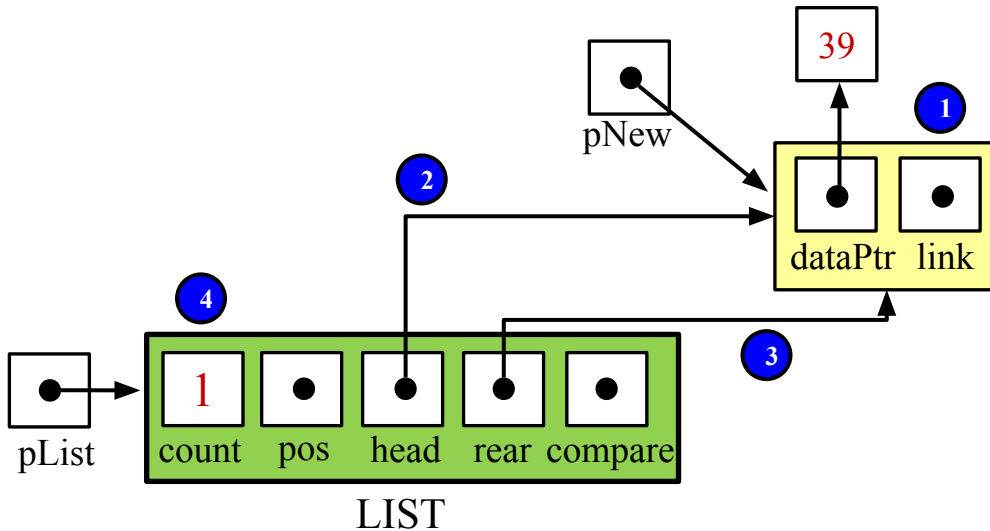 39
1
pNew
2
dataPtr link
4
3
1
pList
count pos head rear compare
LIST